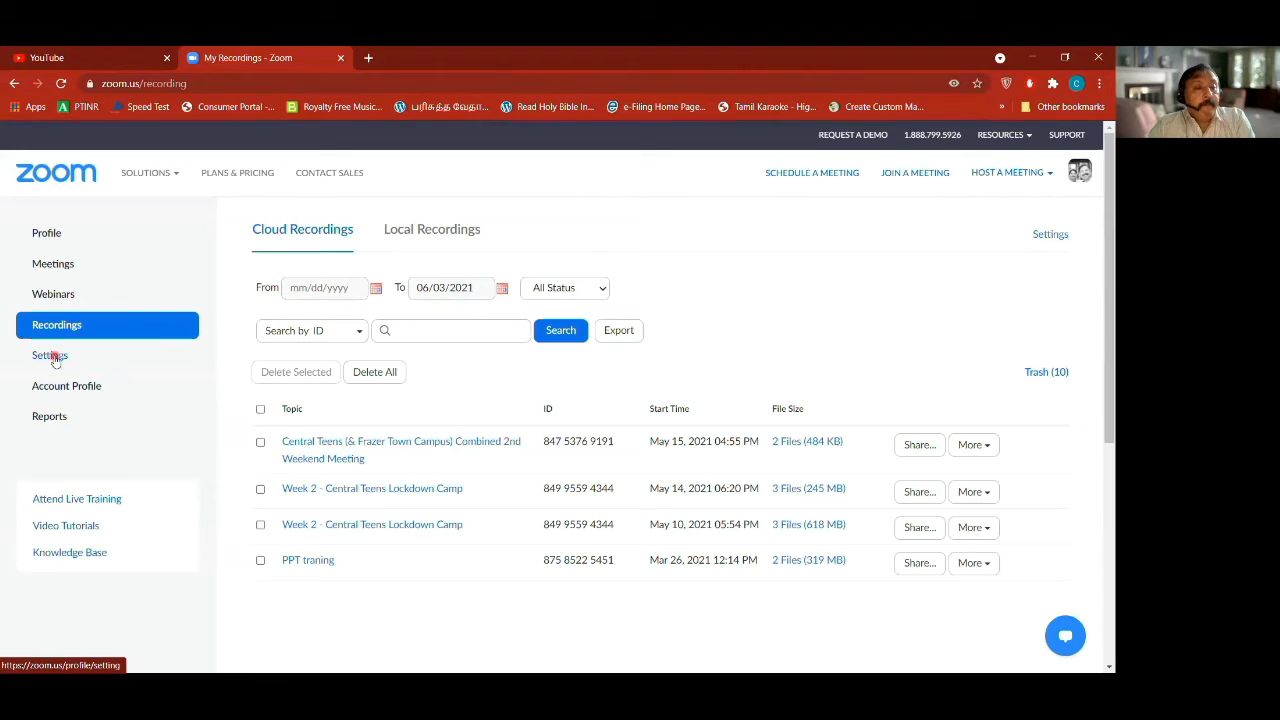 YouTube
My Recordings - Zoom
zoom.us/recording
Apps
PTINR
Speed Test
Consumer Portal -...
Royalty Free Music...
பரிசுத்த வேதா...
Read Holy Bible In...
e-Filing Home Page...
Tamil Karaoke - Hig...
Create Custom Ma...
»
Other bookmarks
REQUEST A DEMO
1.888.799.5926
RESOURCES
SUPPORT
zoom
SOLUTIONS
PLANS & PRICING
CONTACT SALES
SCHEDULE A MEETING
JOIN A MEETING
HOST A MEETING
Profile
Meetings
Webinars
Recordings
Settings
Account Profile
Reports
Attend Live Training
Video Tutorials
Knowledge Base
Cloud Recordings
Local Recordings
Settings
From
mm/dd/yyyy
To
06/03/2021
All Status
Search by ID
Search
Export
Delete Selected
Delete All
Trash (10)
Topic
ID
Start Time
File Size
Central Teens (& Frazer Town Campus) Combined 2nd
Weekend Meeting
847 5376 9191
May 15, 2021 04:55 PM
2 Files (484 KB)
Share...
More
Week 2 - Central Teens Lockdown Camp
849 9559 4344
May 14, 2021 06:20 PM
3 Files (245 MB)
Share...
More
Week 2 - Central Teens Lockdown Camp
849 9559 4344
May 10, 2021 05:54 PM
3 Files (618 MB)
Share...
More
PPT traning
875 8522 5451
Mar 26, 2021 12:14 PM
2 Files (319 MB)
Share...
More
https://zoom.us/profile/setting